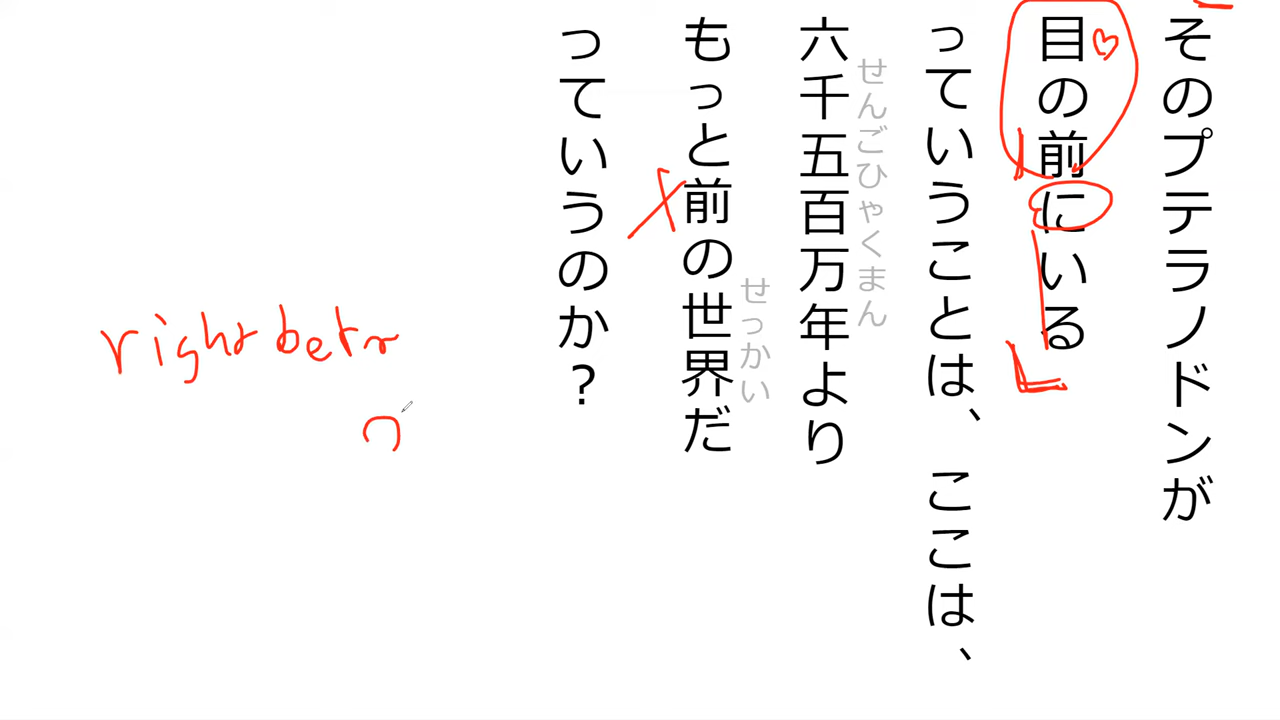 そのプテラノドンが
目の前にいる
っていうことは、ここは、
せんごひゃくまん
六千五百万年より
せっかい
もっと前の世界だ
っていうのか?
right